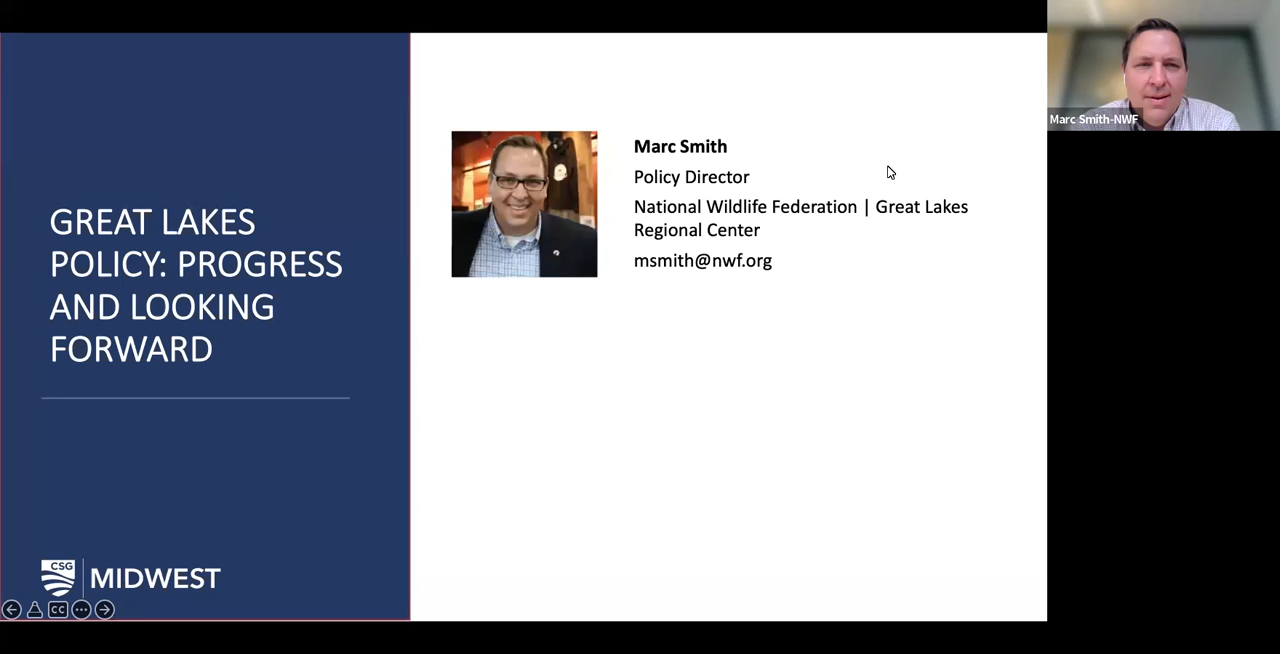 GREAT LAKES
POLICY: PROGRESS
AND LOOKING
FORWARD
CSG
MIDWEST
CC
Marc Smith
Policy Director
National Wildlife Federation | Great Lakes
Regional Center
msmith@nwf.org
Marc Smith-NWF